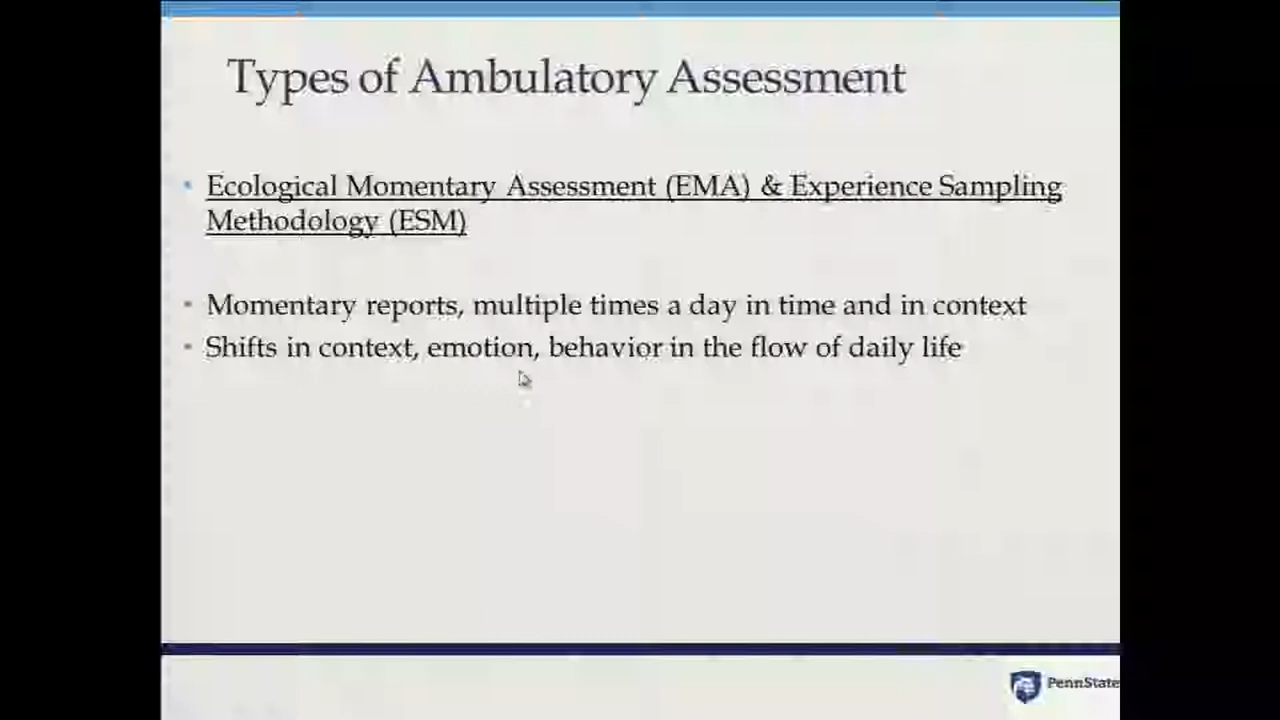 Types of Ambulatory Assessment
Ecological Momentary Assessment (EMA) & Experience Sampling
Methodology (ESM)
Momentary reports, multiple times a day in time and in context
Shifts in context, emotion, behavior in the flow of daily life
PennState